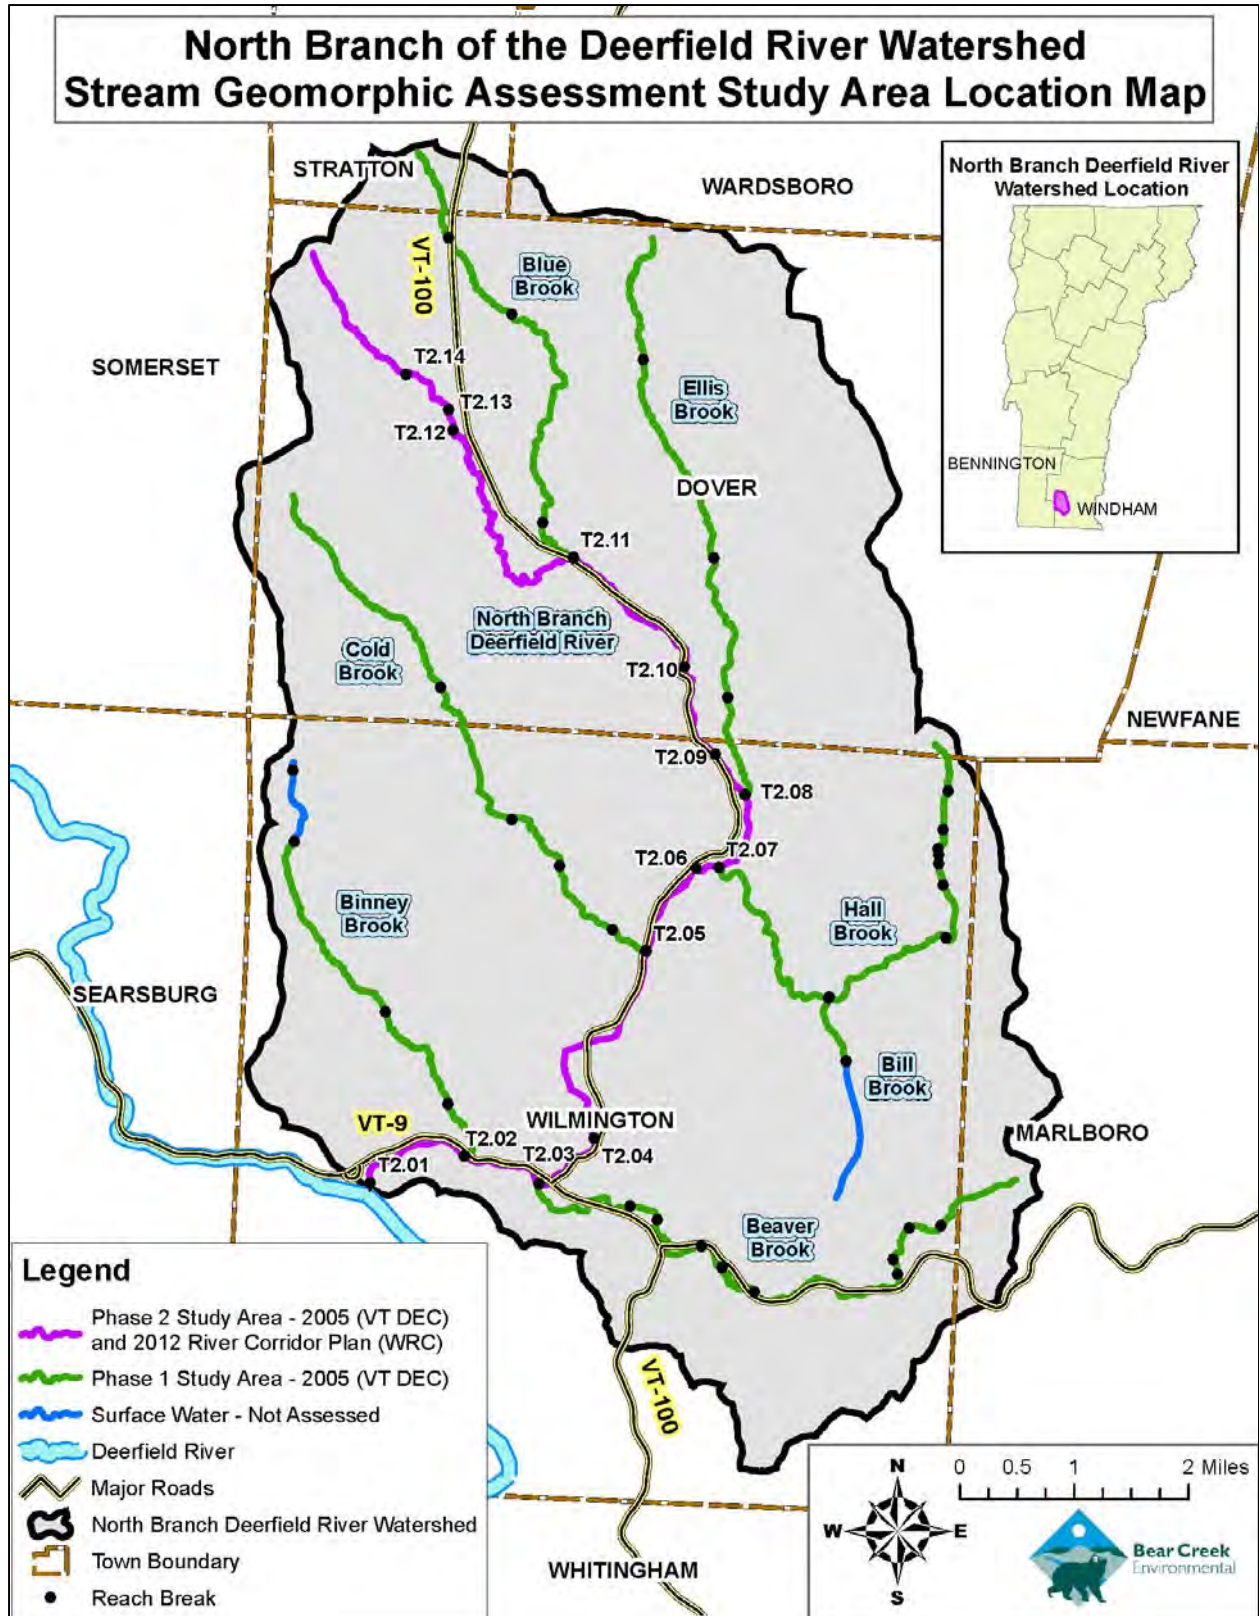 North Branch of the Deerfield River Watershed
Stream Geomorphic Assessment Study Area Location Map
STRATTON
WARDSBORO
North Branch Deerfield River
Watershed Location
BENNINGTON
WINDHAM
VT-100
Blue
Brook
SOMERSET
T2.14
T2.13
T2.12
Ellis
Brook
DOVER
T2.11
North Branch
Deerfield River
Cold
Brook
T2.10
NEWFANE
T2.09
T2.08
T2.07
T2.06
Binney
Brook
Hall
Brook
T2.05
SEARSBURG
Bill
Brook
VT-9
WILMINGTON
MARLBORO
T2.02
T2.03
T2.04
T2.01
Beaver
Brook
Legend
Phase 2 Study Area - 2005 (VT DEC)
and 2012 River Corridor Plan (WRC)
Phase 1 Study Area - 2005 (VT DEC)
Surface Water - Not Assessed
Deerfield River
Major Roads
North Branch Deerfield River Watershed
Town Boundary
Reach Break
VT-100
WHITINGHAM
N
W
E
S
0 0.5 1 2 Miles
Bear Creek
Environmental